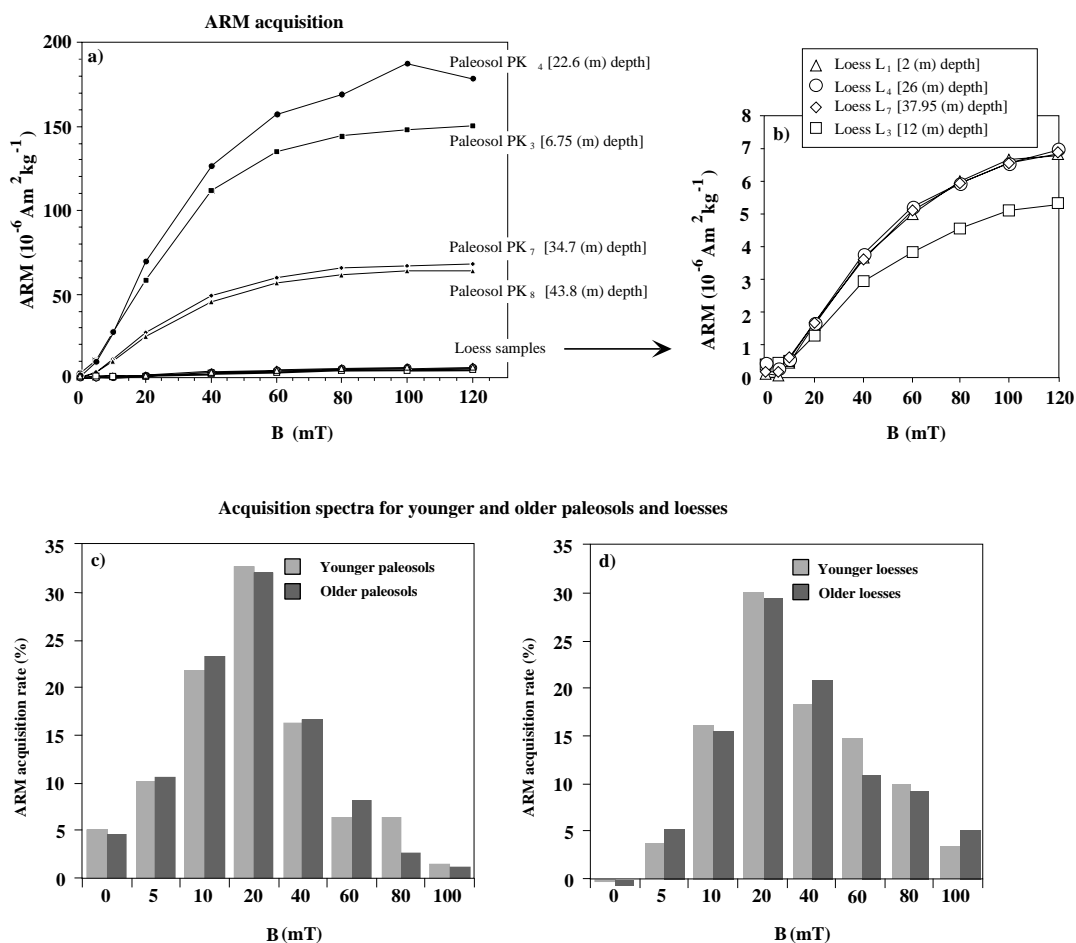 ARM acquisition
a)
ARM (10⁻⁶ Am ²kg⁻¹)
200
150
100
50
0
0 20 40 60 80 100 120
B (mT)
Paleosol PK ₄ [22.6 (m) depth]
Paleosol PK ₃ [6.75 (m) depth]
Paleosol PK ₇ [34.7 (m) depth]
Paleosol PK ₈ [43.8 (m) depth]
Loess samples
Loess L₁ [2 (m) depth]
Loess L₄ [26 (m) depth]
Loess L₇ [37.95 (m) depth]
Loess L₃ [12 (m) depth]
b)
ARM (10⁻⁶ Am ²kg⁻¹)
8
7
6
5
4
3
2
1
0
0 20 40 60 80 100 120
B (mT)
Acquisition spectra for younger and older paleosols and loesses
c)
Younger paleosols
Older paleosols
ARM acquisition rate (%)
35
30
25
20
15
10
5
0
0 5 10 20 40 60 80 100
B (mT)
d)
Younger loesses
Older loesses
ARM acquisition rate (%)
35
30
25
20
15
10
5
0
0 5 10 20 40 60 80 100
B (mT)